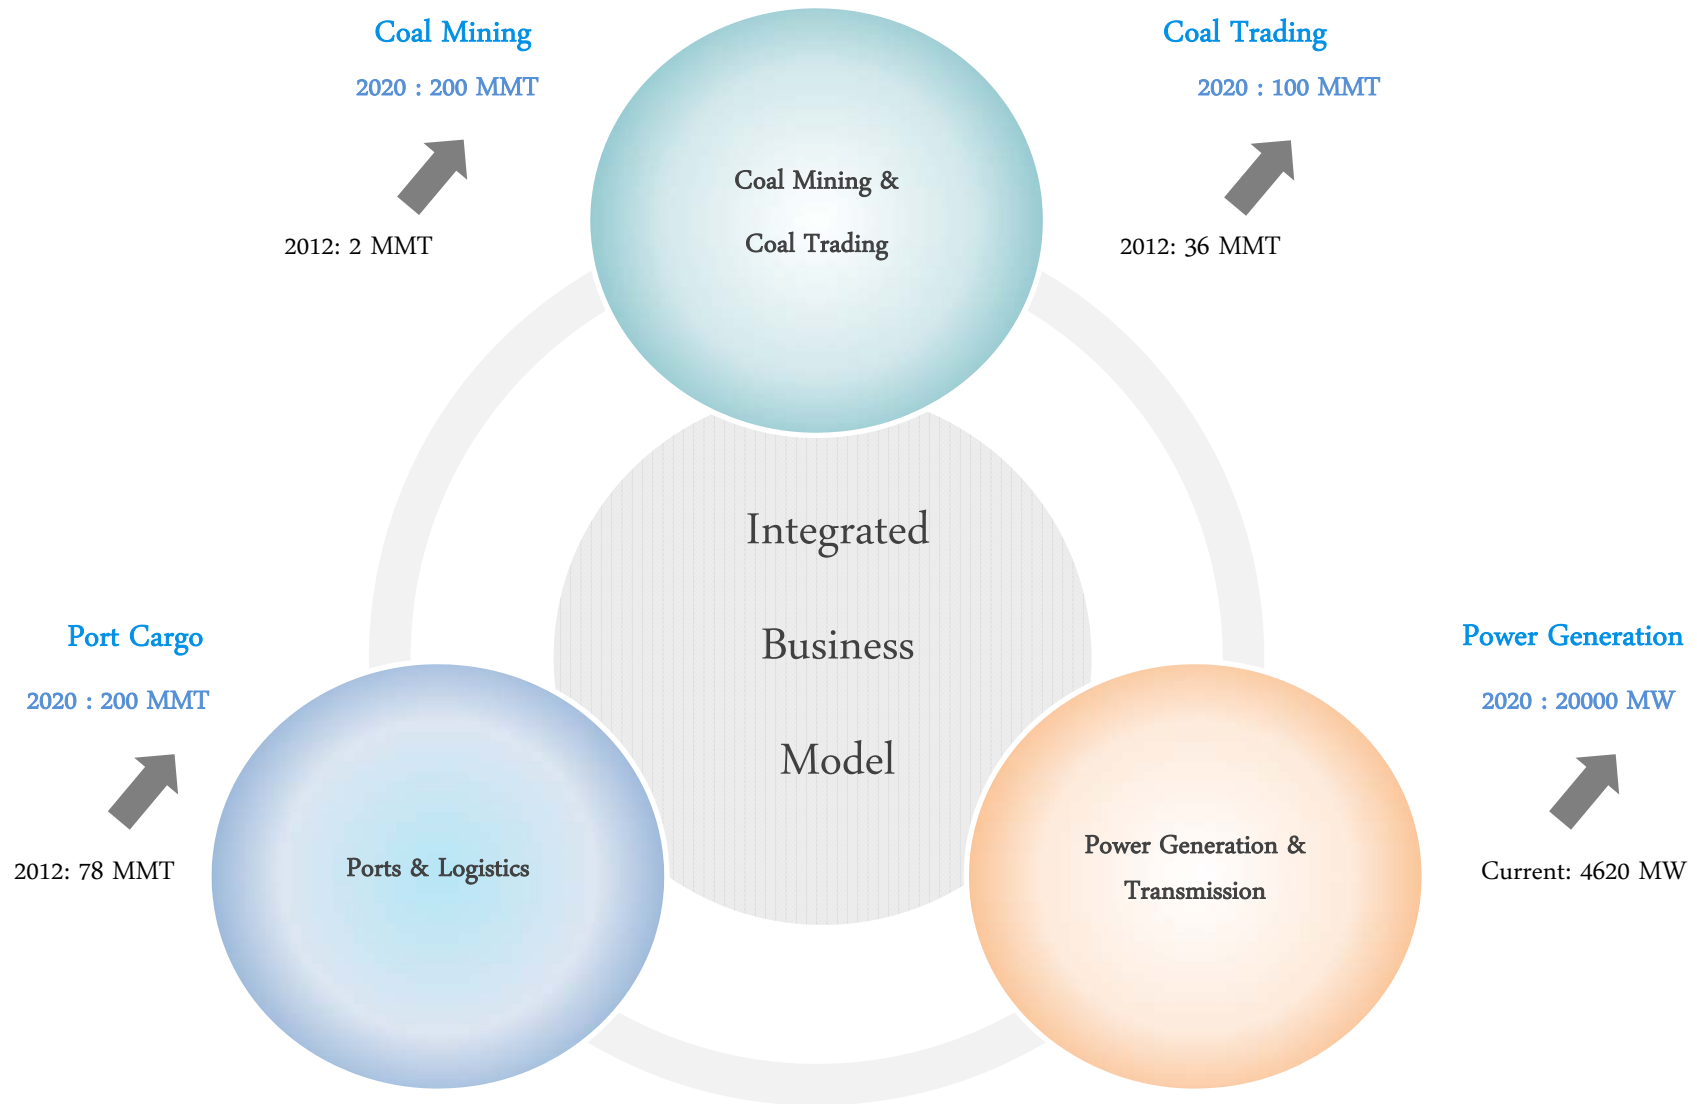 Coal Mining
2020 : 200 MMT
2012: 2 MMT
Coal Trading
2020 : 100 MMT
2012: 36 MMT
Coal Mining &
Coal Trading
Integrated
Business
Model
Port Cargo
2020 : 200 MMT
2012: 78 MMT
Ports & Logistics
Power Generation &
Transmission
Power Generation
2020 : 20000 MW
Current: 4620 MW